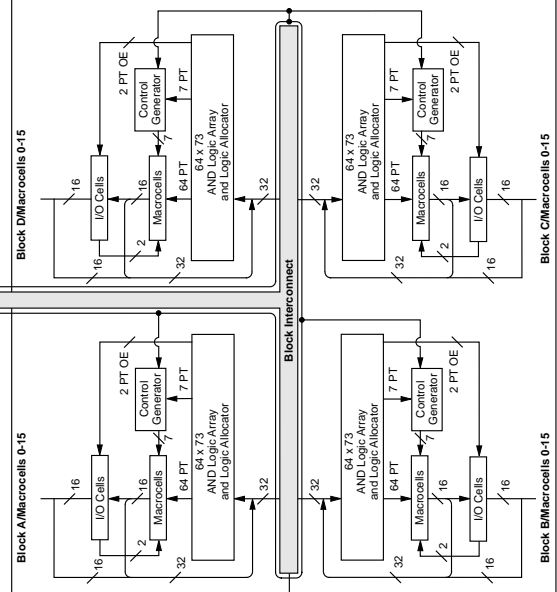 Block D/Macrocells 0-15
16
I/O Cells
16
2
2 PT OE
Control
Generator
7
7 PT
16
Macrocells
64 PT
32
64 x 73
AND Logic Array
and Logic Allocator
32
Block C/Macrocells 0-15
16
I/O Cells
16
2
2 PT OE
Control
Generator
7
7 PT
16
Macrocells
64 PT
32
64 x 73
AND Logic Array
and Logic Allocator
32
Block Interconnect
Block A/Macrocells 0-15
16
I/O Cells
16
2
2 PT OE
Control
Generator
7
7 PT
16
Macrocells
64 PT
32
64 x 73
AND Logic Array
and Logic Allocator
32
Block B/Macrocells 0-15
16
I/O Cells
16
2
2 PT OE
Control
Generator
7
7 PT
16
Macrocells
64 PT
32
64 x 73
AND Logic Array
and Logic Allocator
32